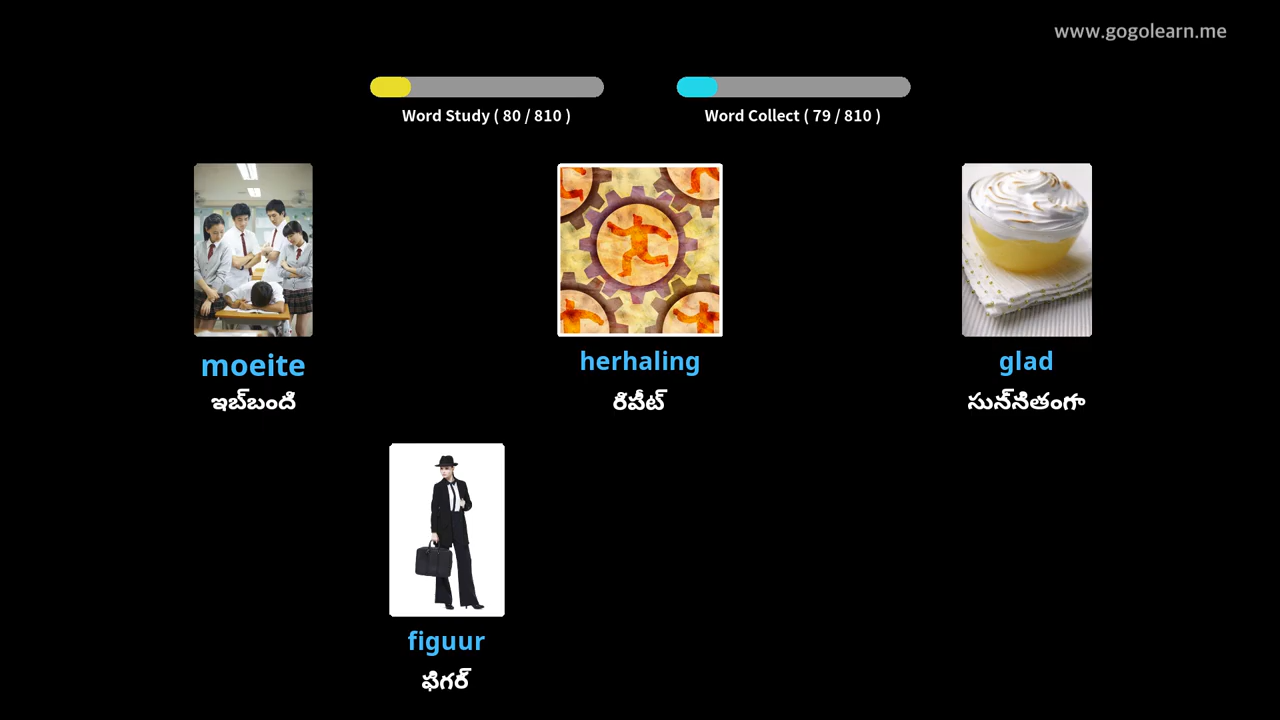 www.gogolearn.me
Word Study ( 80 / 810 )
Word Collect ( 79 / 810 )
moeite
ఇబ్బంది
herhaling
రిపీట్
glad
సున్నితంగా
figuur
ఫిగర్